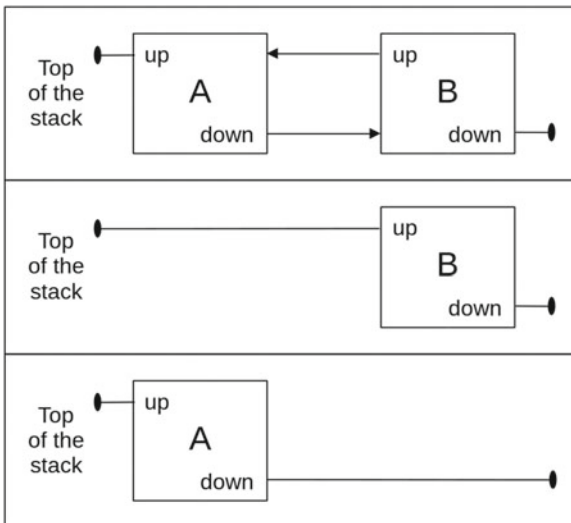 Top
of the
stack
up
A
down
up
B
down
Top
of the
stack
up
B
down
Top
of the
stack
up
A
down